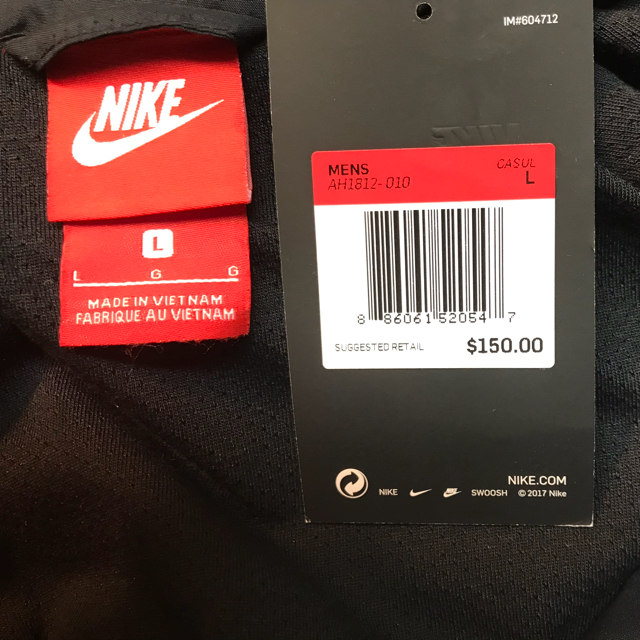 NIKE
L
L G G
MADE IN VIETNAM
FABRIQUE AU VIETNAM
IM#604712
MENS CASUL
AH1812-010 L
8 86061 52054 7
SUGGESTED RETAIL $150.00
NIKE.COM
NIKE SWOOSH © 2017 Nike